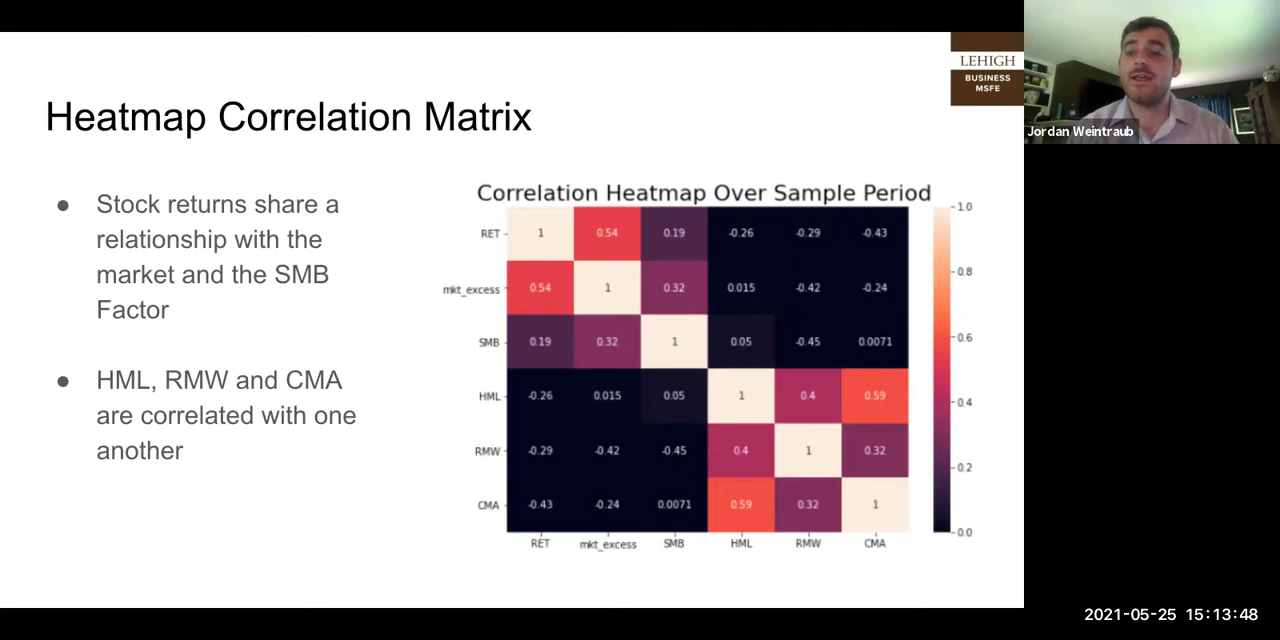 LEHIGH
BUSINESS
MSFE
Jordan Weintraub
Heatmap Correlation Matrix
● Stock returns share a
relationship with the
market and the SMB
Factor
● HML, RMW and CMA
are correlated with one
another
Correlation Heatmap Over Sample Period
RET 1 0.54 0.19 -0.26 -0.29 -0.43
mkt_excess 0.54 1 0.32 0.015 -0.42 -0.24
SMB 0.19 0.32 1 0.05 -0.45 0.0071
HML -0.26 0.015 0.05 1 0.4 0.59
RMW -0.29 -0.42 -0.45 0.4 1 0.32
CMA -0.43 -0.24 0.0071 0.59 0.32 1
RET mkt_excess SMB HML RMW CMA
1.0
0.8
0.6
0.4
0.2
0.0
2021-05-25 15:13:48